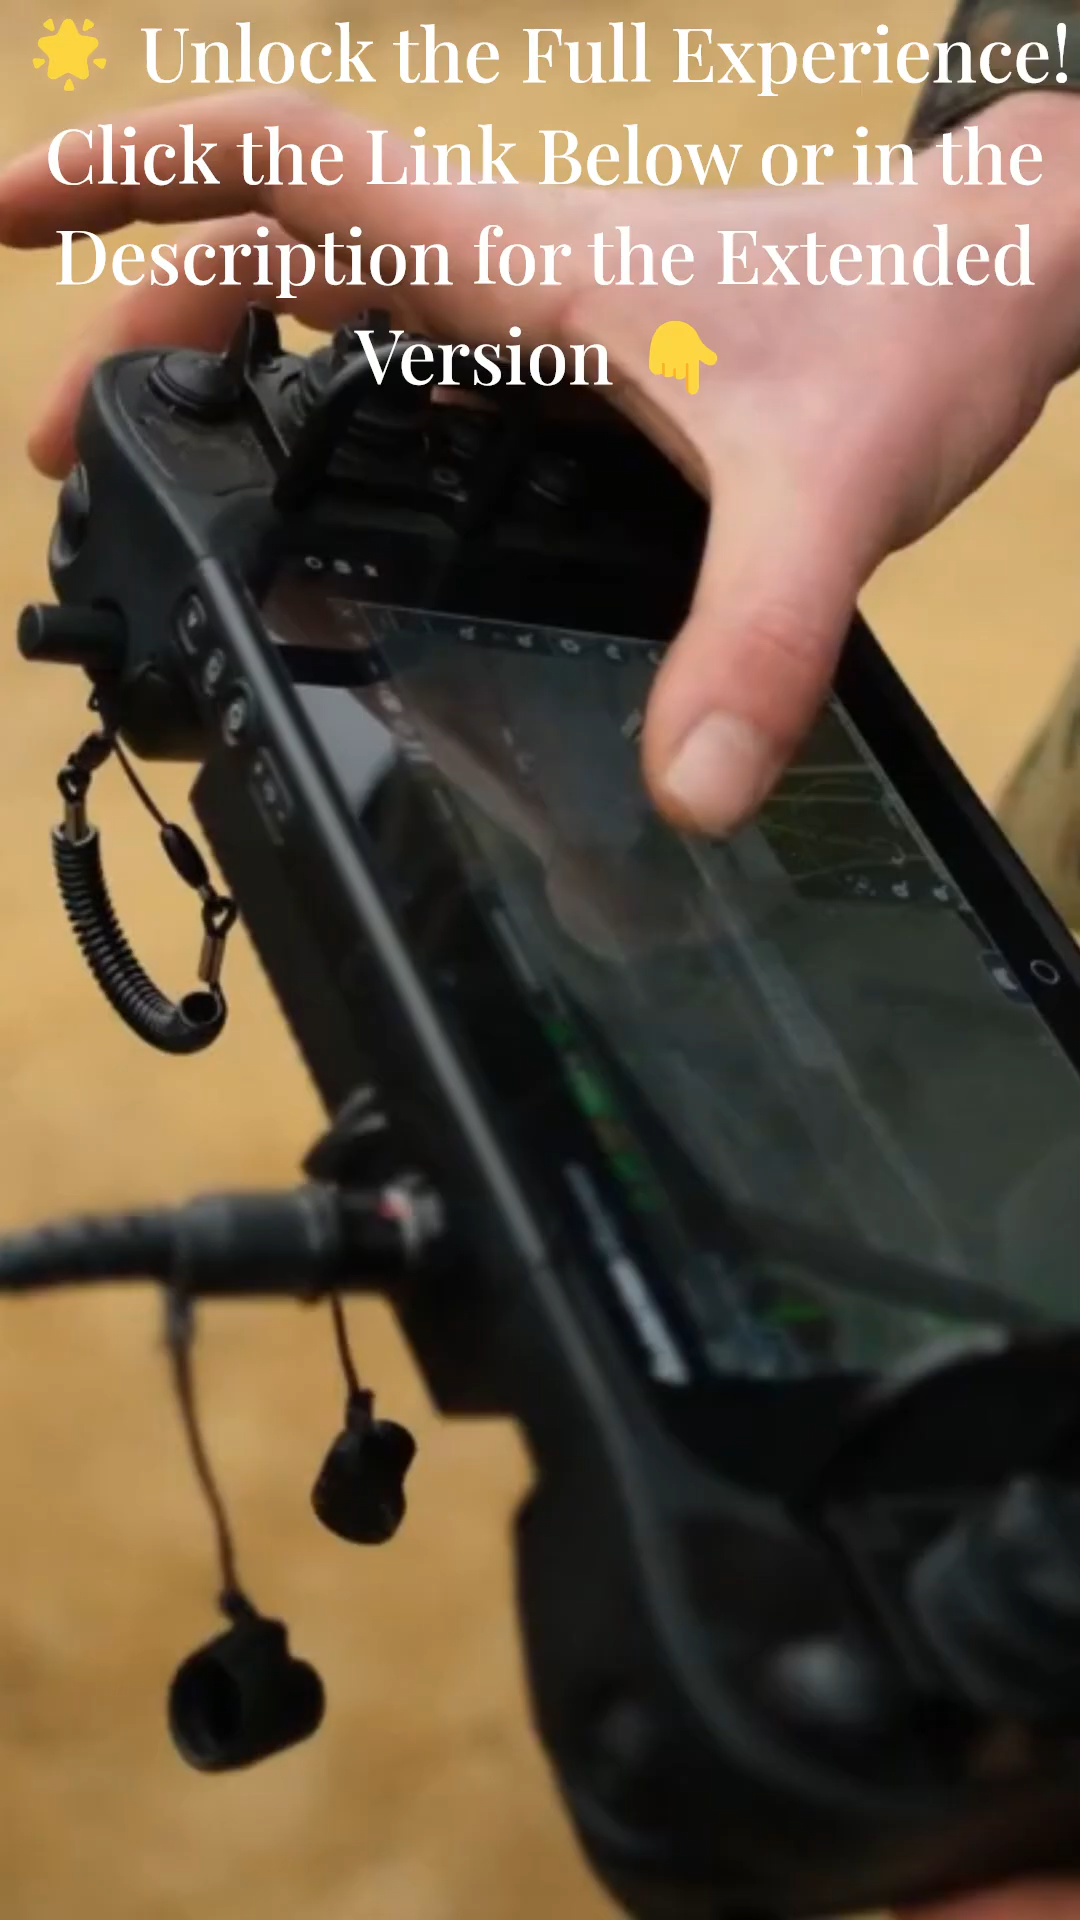 🌟 Unlock the Full Experience!
Click the Link Below or in the
Description for the Extended
Version 👇